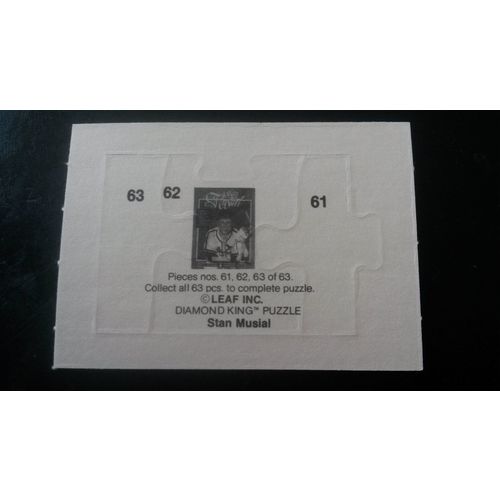 63 62 61
Pieces nos. 61, 62, 63 of 63.
Collect all 63 pcs. to complete puzzle.
©LEAF INC.
DIAMOND KING™ PUZZLE
Stan Musial